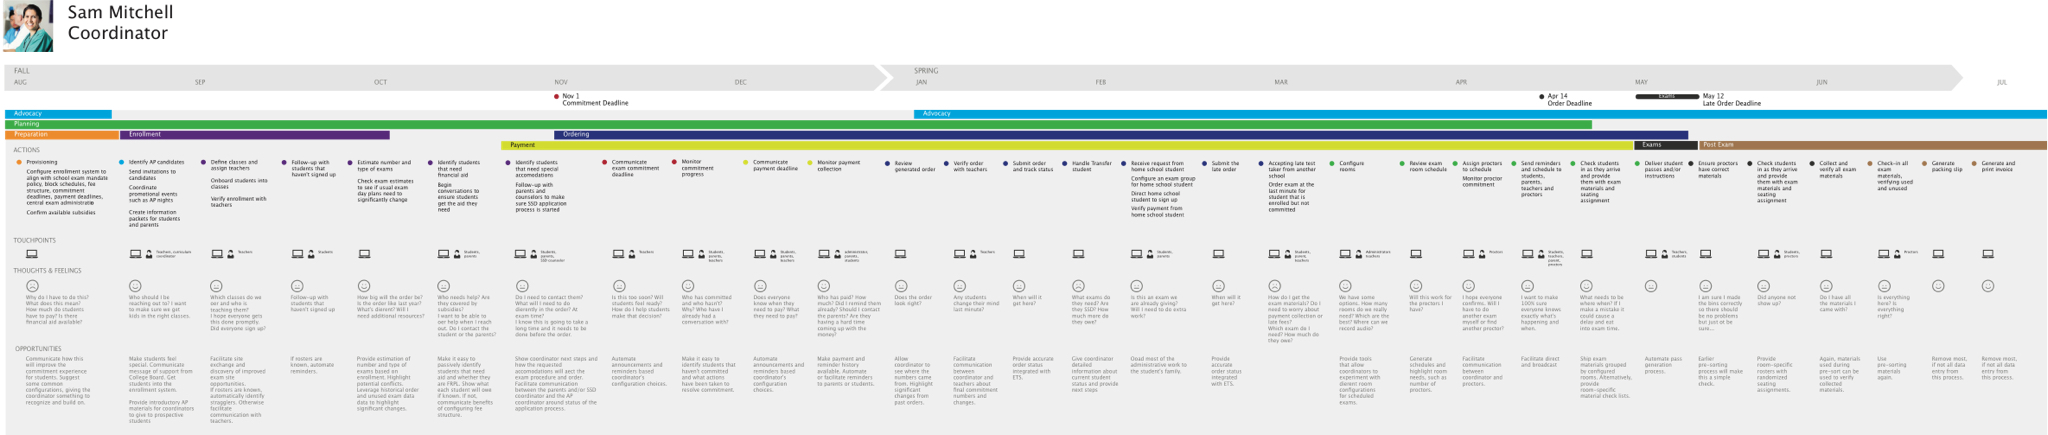 Sam Mitchell
Coordinator
FALL
SPRING
AUG
SEP
OCT
NOV
DEC
JAN
FEB
MAR
APR
MAY
JUN
JUL
Nov 1
Commitment Deadline
Apr 14
Order Deadline
Exams
May 12
Late Order Deadline
Advocacy
Advocacy
Planning
Preparation
Enrollment
Ordering
Payment
Exams
Post Exam
ACTIONS
Provisioning
Configure enrollment system to
align with school exam mandate
policy, block schedules, fee
structure, commitment
deadlines, payment deadlines,
Confirm available subsidies
Identify AP candidates
Send invitations to
candidates
Coordinate
promotional events
such as AP nights
Create information
packets for students
and parents
Define classes and
assign teachers
Onboard students into
classes
Verify enrollment with
teachers
Follow-up with
students that
haven't signed up
Estimate number and
type of exams
Check exam estimates
to see if usual exam
day plans need to
significantly change
Identify students
that need
financial aid
Begin
conversations to
ensure students
get the aid they
need
Identify students
that need special
accomodations
Follow-up with
parents and
counselors to make
sure SSD application
process is started
Communicate
exam commitment
deadline
Monitor
commitment
progress
Communicate
payment deadline
Monitor payment
collection
Review
generated order
Verify order
with teachers
Submit order
and track status
Handle Transfer
student
Receive request from
home school student
Configure an exam group
for home school student
Direct home school
student to sign up
Verify payment from
home school student
Submit the
late order
Accepting late test
taker from another
school
Order exam at the
last minute for
student that is
enrolled but not
committed
Configure
rooms
Review exam
room schedule
Assign proctors
to schedule
Monitor proctor
commitment
Send reminders
and schedule to
students,
parents,
teachers and
proctors
Check students
in as they arrive
and provide
them with exam
materials and
seating
assignment
Deliver student
passes and/or
instructions
Ensure proctors
have correct
materials
Check students
in as they arrive
and provide
them with exam
materials and
seating
assignment
Collect and
verify all exam
materials
Check-in all
exam
materials,
verifying used
and unused
Generate
packing slip
Generate and
print invoice
TOUCHPOINTS
Teachers, curriculum
coordinator
Teachers
Students
Students,
parents
Students,
parents,
SSD counselor
Teachers
Students,
parents,
teachers
Students,
parents,
teachers
administrators,
parents,
students
Teachers
Students,
parents
Students,
parents,
teachers
Administrators
teachers
Proctors
Students,
teachers,
parents,
proctors
Teachers,
students
Students,
proctors
Proctors
THOUGHTS & FEELINGS
Why do I have to do this?
What does this mean?
How much do students
have to pay? Is there
financial aid available?
Who should I be
reaching out to? I want
to make sure we get
kids in the right classes.
Which classes do we
oer and who is
teaching them?
I hope everyone gets
this done promptly.
Did everyone sign up?
Follow-up with
students that
haven't signed up
How big will the order be?
Is the order like last year?
What's dierent? Will I
need additional resources?
Who needs help? Are
they covered by
subsidies?
I want to be able to
oer help when I reach
out. Do I contact the
student or the parents?
Do I need to contact them?
What will I need to do
dierently in the order? At
exam time?
I know this is going to take a
long time and it needs to be
done before the order.
Is this too soon? Will
students feel ready?
How do I help students
make that decision?
Who has committed
and who hasn't?
Why? Who have I
already had a
conversation with?
Does everyone
know when they
need to pay? What
they need to pay?
Who has paid? How
much? Did I remind them
already? Should I contact
the parents? Are they
having a hard time
coming up with the
money?
Does the order
look right?
Any students
change their mind
last minute?
When will it
get here?
What exams do
they need? Are
they SSD? How
much more do
they owe?
Is this an exam we
are already giving?
Will I need to do extra
work?
When will it
get here?
How do I get the
exam materials? Do I
need to worry about
payment collection or
late fees?
Which exam do I
need? How much do
they owe?
We have some
options. How many
rooms do we really
need? Which are the
best? Where can we
record audio?
Will this work for
the proctors I
have?
I hope everyone
confirms. Will I
have to do
another exam
myself or find
another proctor?
I want to make
100% sure
everyone knows
exactly what's
happening and
when.
What needs to be
where when? If I
make a mistake it
could cause a
delay and eat
into exam time.
I am sure I made
the bins correctly
so there should
be no problems
but just ot be
sure...
Did anyone not
show up?
Do I have all
the materials I
came with?
Is everything
here? Is
everything
right?
OPPORTUNITIES
Communicate how this
will improve the
commitment experience
for students. Suggest
some common
configurations, giving the
coordinator something to
recognize and build on.
Make students feel
special. Communicate
message of support from
College Board. Get
students into the
enrollment system.
Provide introductory AP
materials for coordinators
to give to prospective
students
Facilitate site
exchange and
discovery of improved
exam site
opportunities.
If rosters are known,
automatically identify
stragglers. Otherwise
facilitate
communication with
teachers.
If rosters are
known, automate
reminders.
Provide estimation of
number and type of
exams based on
enrollment. Highlight
potential conflicts.
Leverage historical order
and unused exam data
data to highlight
significant changes.
Make it easy to
passively identify
students that need
aid and whether they
are FRPL. Show what
each student will owe
if known. If not,
communicate benefits
of configuring fee
structure.
Show coordinator next steps and
how the requested
accomodations will aect the
exam procedure and order.
Facilitate communication
between the parents and/or SSD
coordinator and the AP
coordinator around status of the
application process.
Automate
announcements and
reminders based
coordinator's
configuration choices.
Make it easy to
identify students that
haven't committed
and what actions
have been taken to
resolve commitment.
Automate
announcements and
reminders based
coordinator's
configuration
choices.
Make payment and
reminder history
available. Automate
or facilitate reminders
to parents or students.
Allow
coordinator to
see where the
numbers came
from. Highlight
significant
changes from
past orders.
Facilitate
communication
between
coordinator and
teachers about
final commitment
numbers and
changes.
Provide accurate
order status
integrated with
ETS.
Give coordinator
detailed
information about
current student
status and provide
next steps
Ooad most of the
administrative work to
the student's family.
Provide
accurate
order status
integrated
with ETS.
Provide tools
that allow
coordinators to
experiment with
dierent room
configurations
for scheduled
exams.
Generate
schedules and
highlight room
needs, such as
number of
proctors.
Facilitate
communication
between
coordinator
and proctors.
Facilitate direct
and broadcast
Ship exam
materials grouped
by configured
rooms. Alternatively,
provide
room-specific
material check lists.
Automate pass
generation
process.
Earlier
pre-sorting
process will make
this a simple
check.
Provide
room-specific
rosters with
randomized
seating
assignments.
Again, materials
used during
pre-sort can be
used to verify
collected
materials.
Use
pre-sorting
materials
again.
Remove most,
if not all data
entry from
this process.
Remove most,
if not all data
entry from
this process.